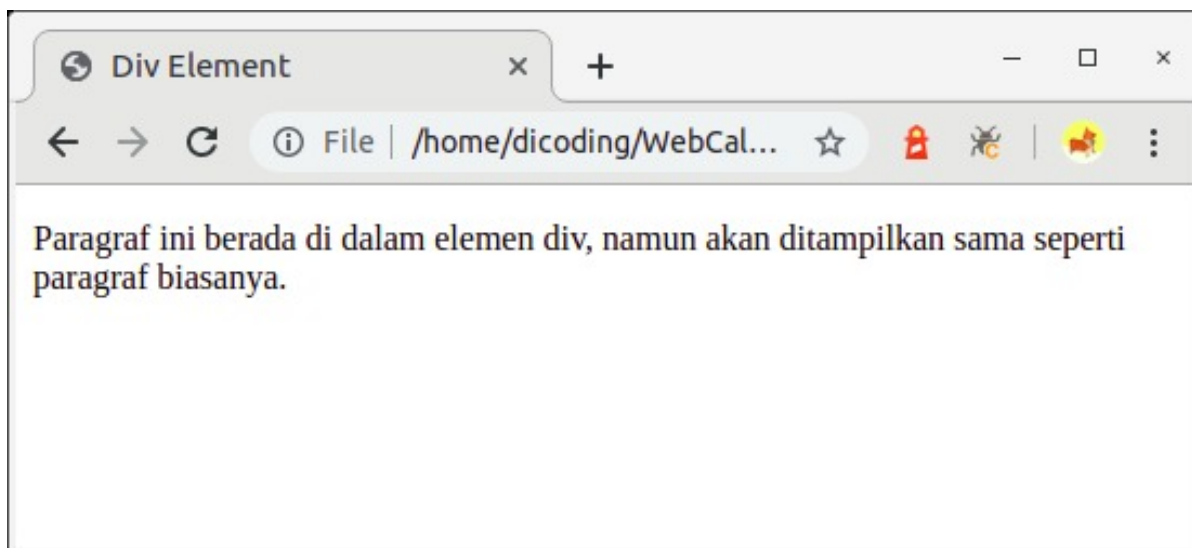 Div Element
File | /home/dicoding/WebCal...
Paragraf ini berada di dalam elemen div, namun akan ditampilkan sama seperti
paragraf biasanya.